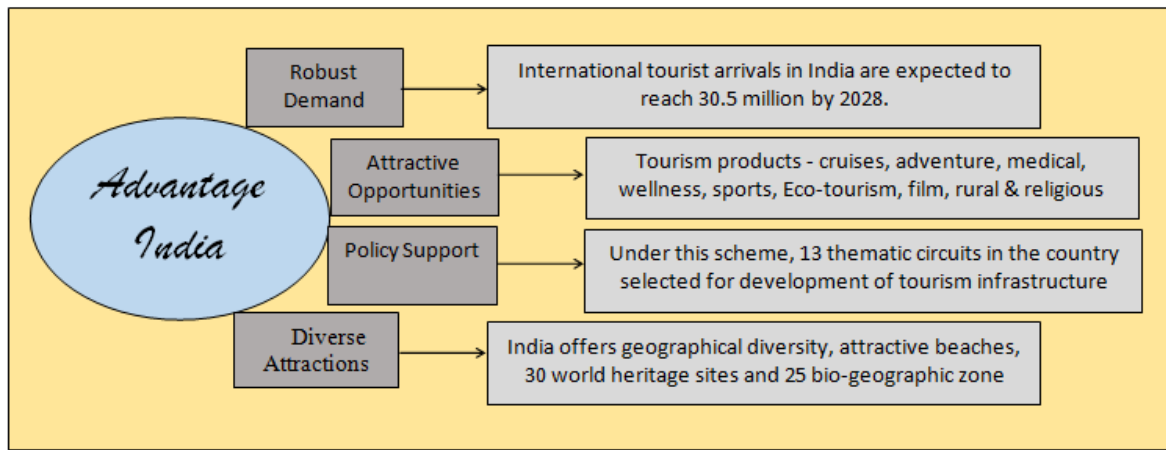 Advantage
India
Robust
Demand
International tourist arrivals in India are expected to
reach 30.5 million by 2028.
Attractive
Opportunities
Tourism products - cruises, adventure, medical,
wellness, sports, Eco-tourism, film, rural & religious
Policy Support
Under this scheme, 13 thematic circuits in the country
selected for development of tourism infrastructure
Diverse
Attractions
India offers geographical diversity, attractive beaches,
30 world heritage sites and 25 bio-geographic zone